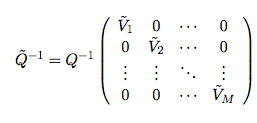 Q̃⁻¹ = Q⁻¹ ( Ṽ₁ 0 ⋯ 0
0 Ṽ₂ ⋯ 0
⋮ ⋮ ⋱ ⋮
0 0 ⋯ Ṽ_M )